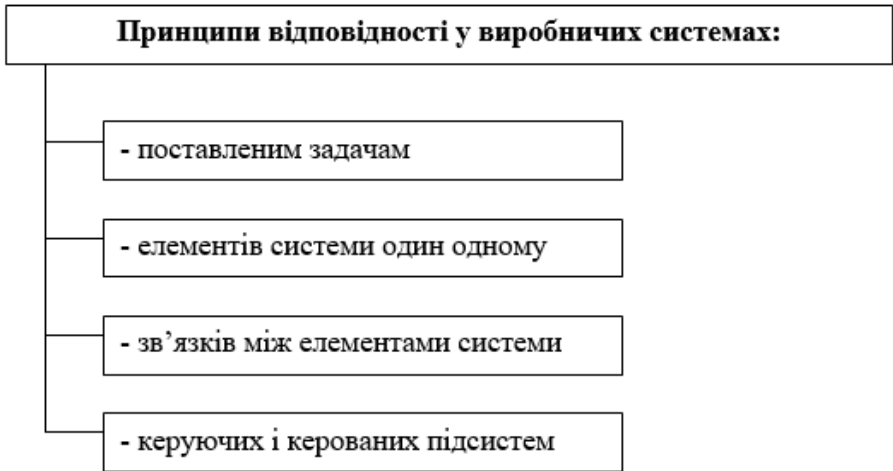 Принципи відповідності у виробничих системах:
- поставленим задачам
- елементів системи один одному
- зв’язків між елементами системи
- керуючих і керованих підсистем